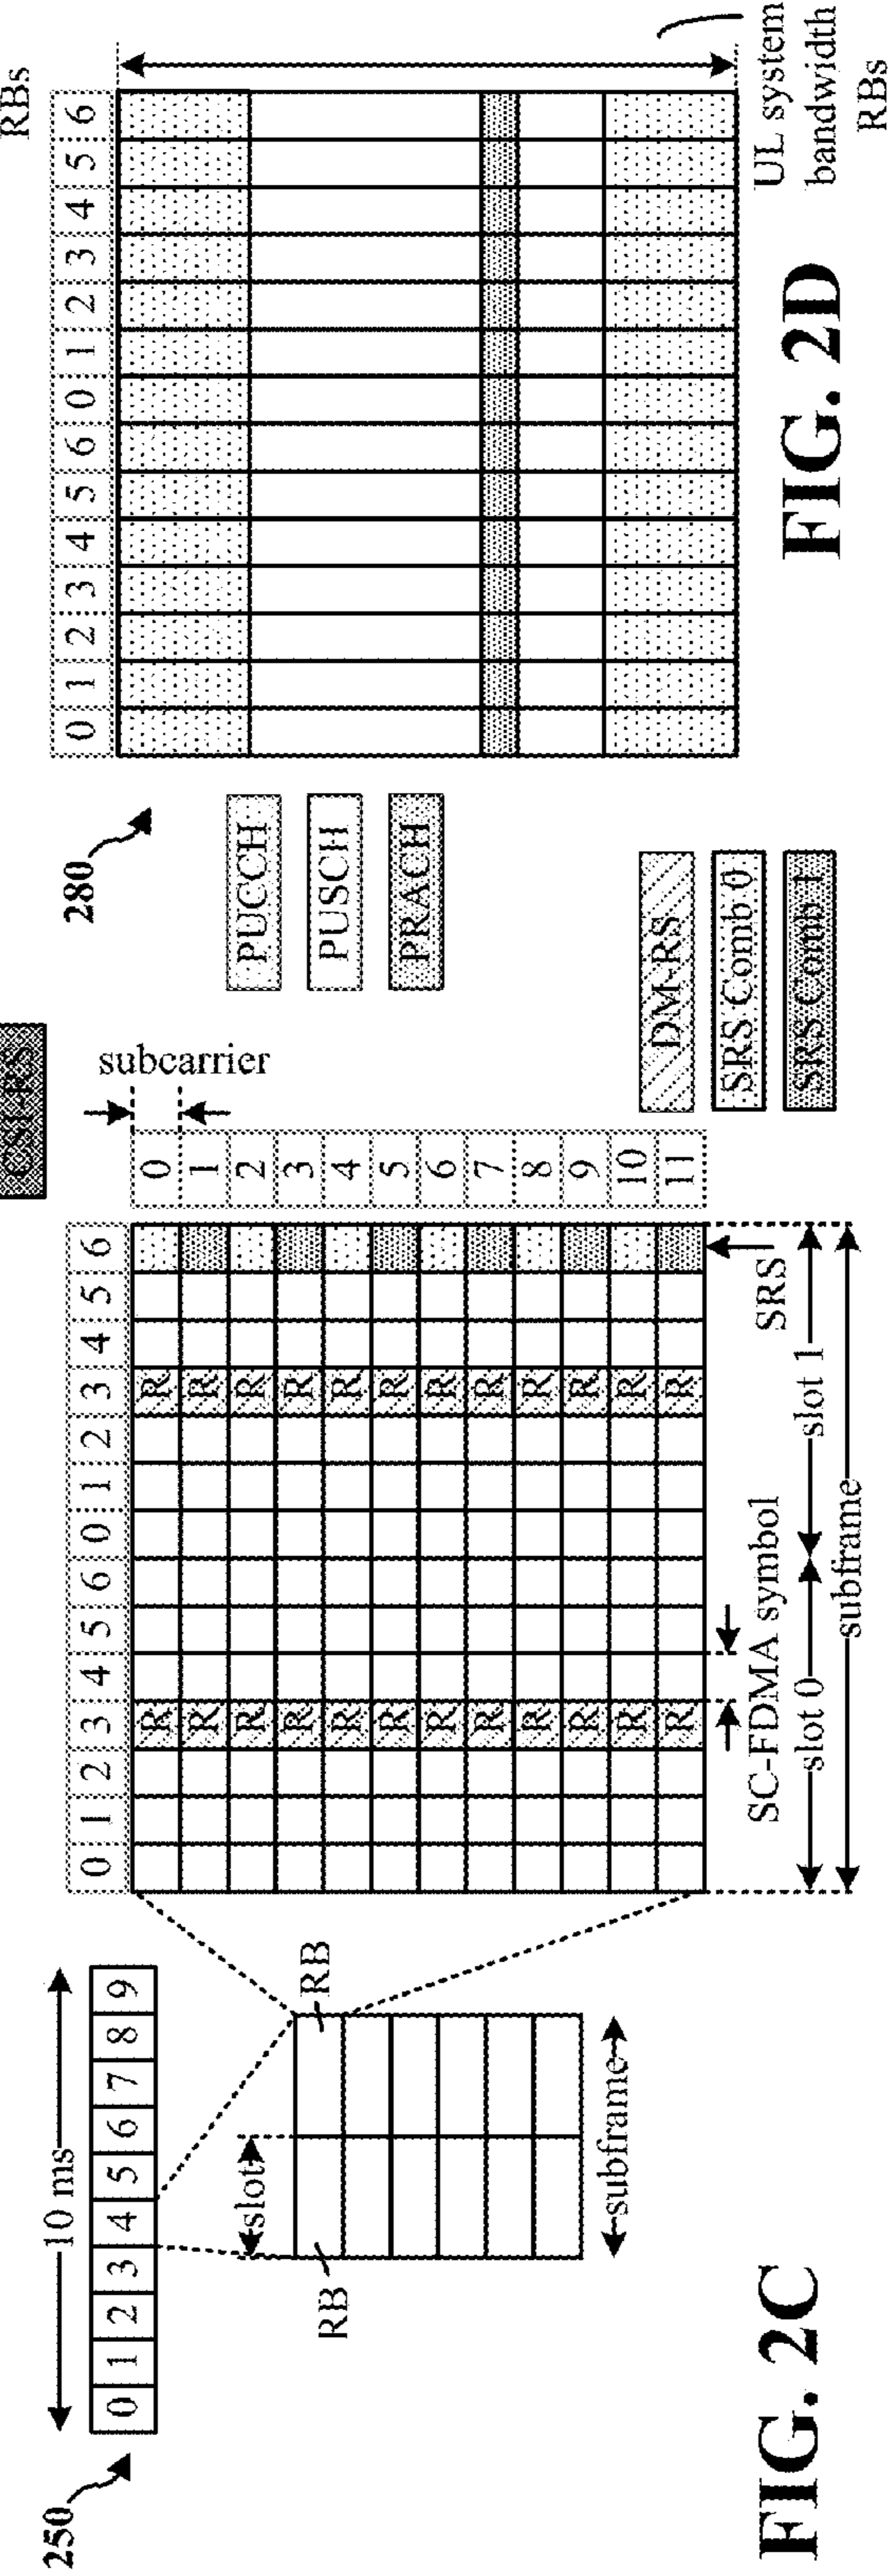 250
10 ms
0 1 2 3 4 5 6 7 8 9
slot
RB
RB
subframe
FIG. 2C
CSI-RS
0 1 2 3 4 5 6 0 1 2 3 4 5 6
subcarrier
R R 0
R R 1
R R 2
R R 3
R R 4
R R 5
R R 6
R R 7
R R 8
R R 9
R R 10
R R 11
SC-FDMA symbol
SRS
slot 0
slot 1
subframe
DM-RS
SRS Comb 0
SRS Comb 1
280
PUCCH
PUSCH
PRACH
RBs
0 1 2 3 4 5 6 0 1 2 3 4 5 6
UL system
bandwidth
RBs
FIG. 2D